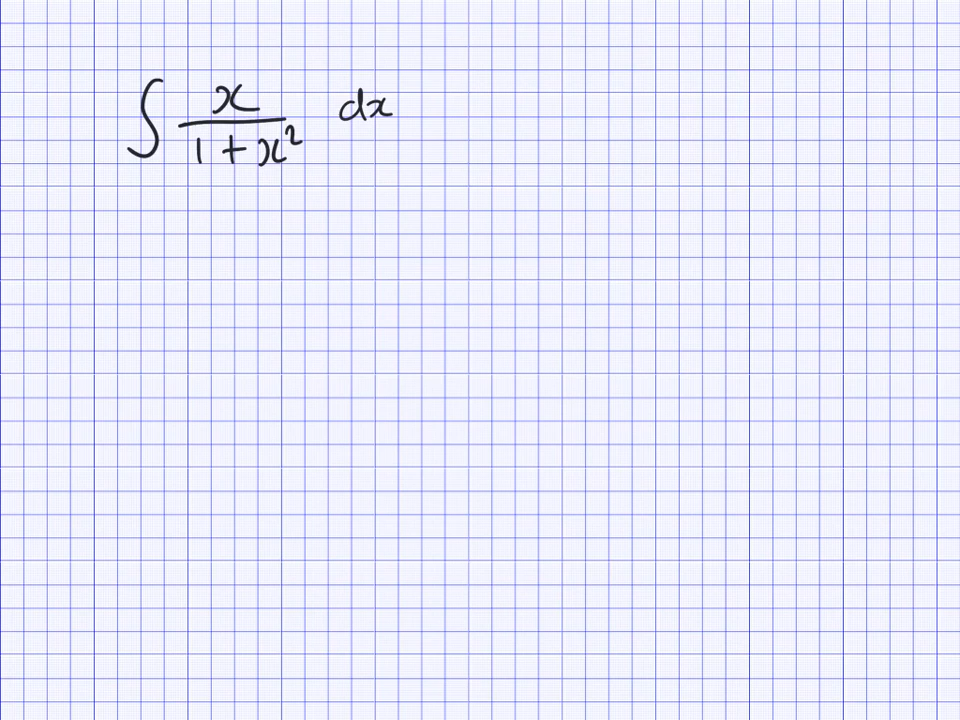 ∫ x/(1+x²) dx